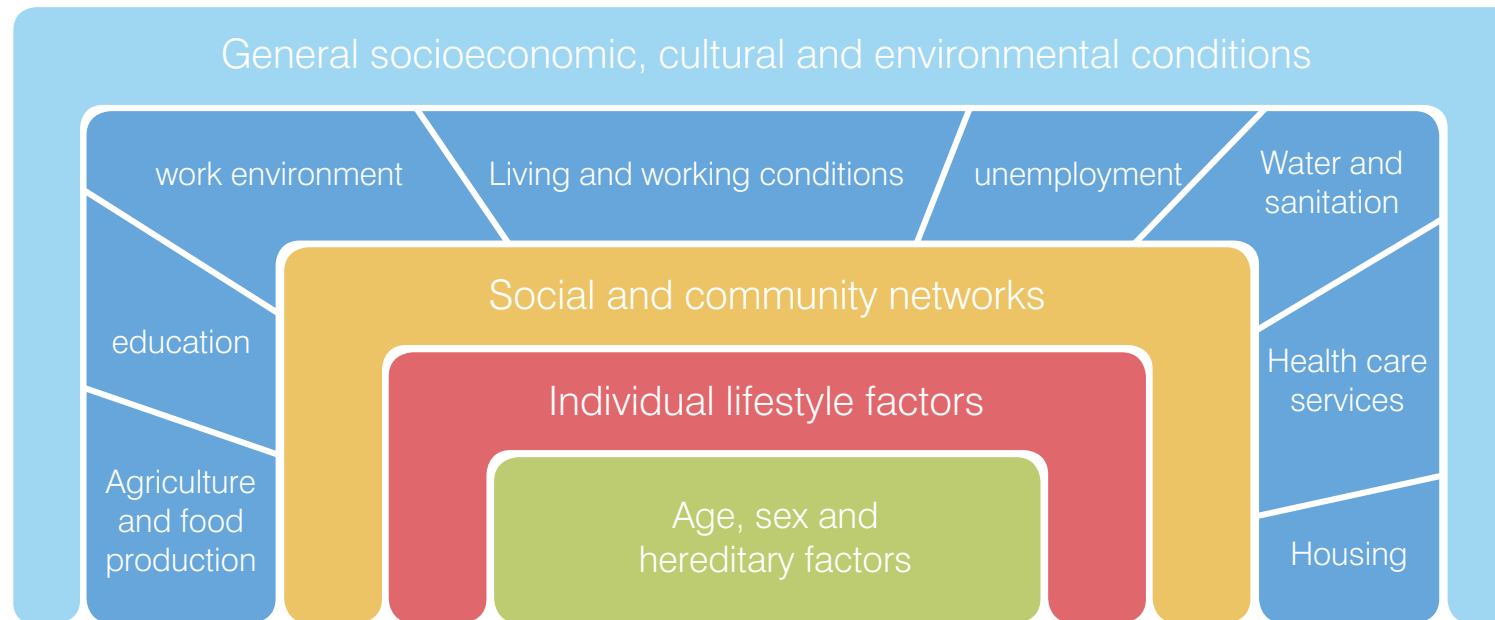 General socioeconomic, cultural and environmental conditions
work environment
Living and working conditions
unemployment
Water and
sanitation
education
Social and community networks
Health care
services
Individual lifestyle factors
Agriculture
and food
production
Age, sex and
hereditary factors
Housing